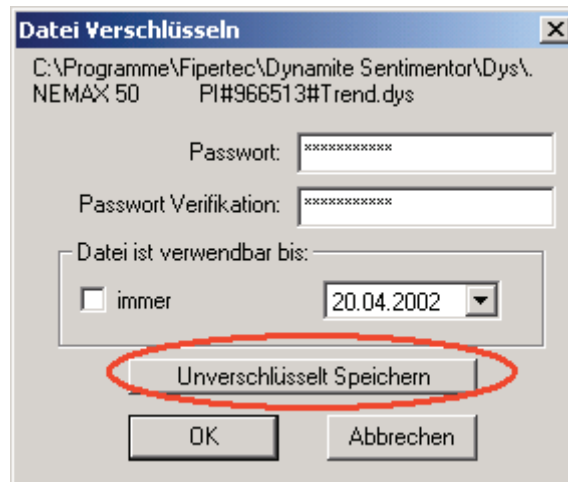 Datei Verschlüsseln
C:\Programme\Fipertec\Dynamite Sentimentor\Dys\.
NEMAX 50 PI#966513#Trend.dys
Passwort: ***********
Passwort Verifikation: ***********
Datei ist verwendbar bis:
immer 20.04.2002
Unverschlüsselt Speichern
OK Abbrechen